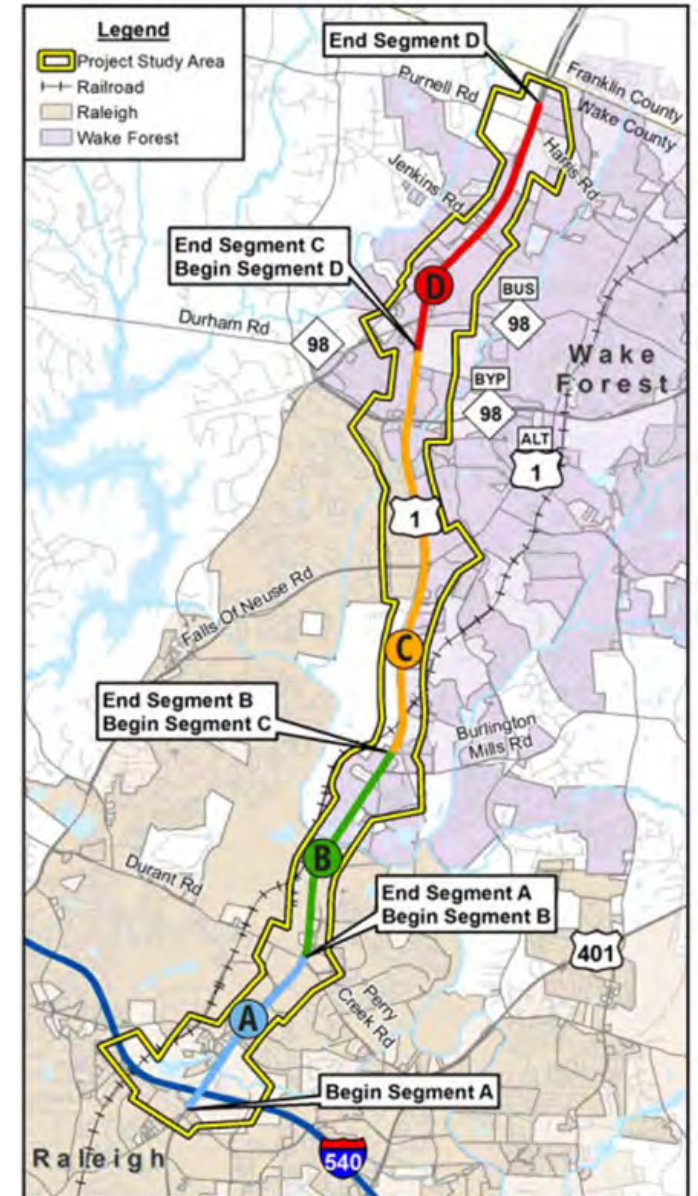 Legend
Project Study Area
Railroad
Raleigh
Wake Forest
End Segment D
Purnell Rd
Franklin County
Wake County
Harris Rd
Jenkins Rd
End Segment C
Begin Segment D
D
BUS
98
Durham Rd
98
Wake
Forest
BYP
98
ALT
1
1
Falls Of Neuse Rd
C
End Segment B
Begin Segment C
Burlington
Mills Rd
B
Durant Rd
End Segment A
Begin Segment B
401
A
Perry
Creek Rd
Begin Segment A
Raleigh
540